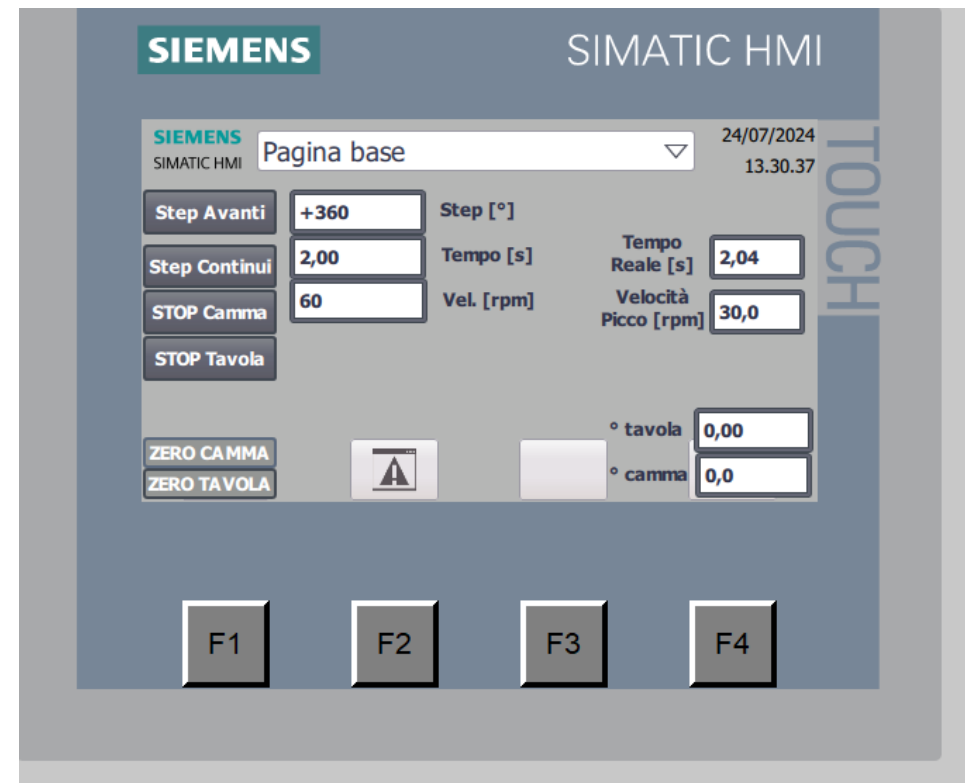 SIEMENS
SIMATIC HMI
SIEMENS
SIMATIC HMI
Pagina base
24/07/2024
13.30.37
TOUCH
Step Avanti
+360
Step [°]
Step Continui
2,00
Tempo [s]
Tempo
Reale [s]
2,04
STOP Camma
60
Vel. [rpm]
Velocità
Picco [rpm]
30,0
STOP Tavola
° tavola
0,00
ZERO CAMMA
° camma
0,0
ZERO TAVOLA
F1
F2
F3
F4